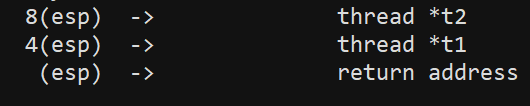 8(esp) -> thread *t2
4(esp) -> thread *t1
(esp) -> return address